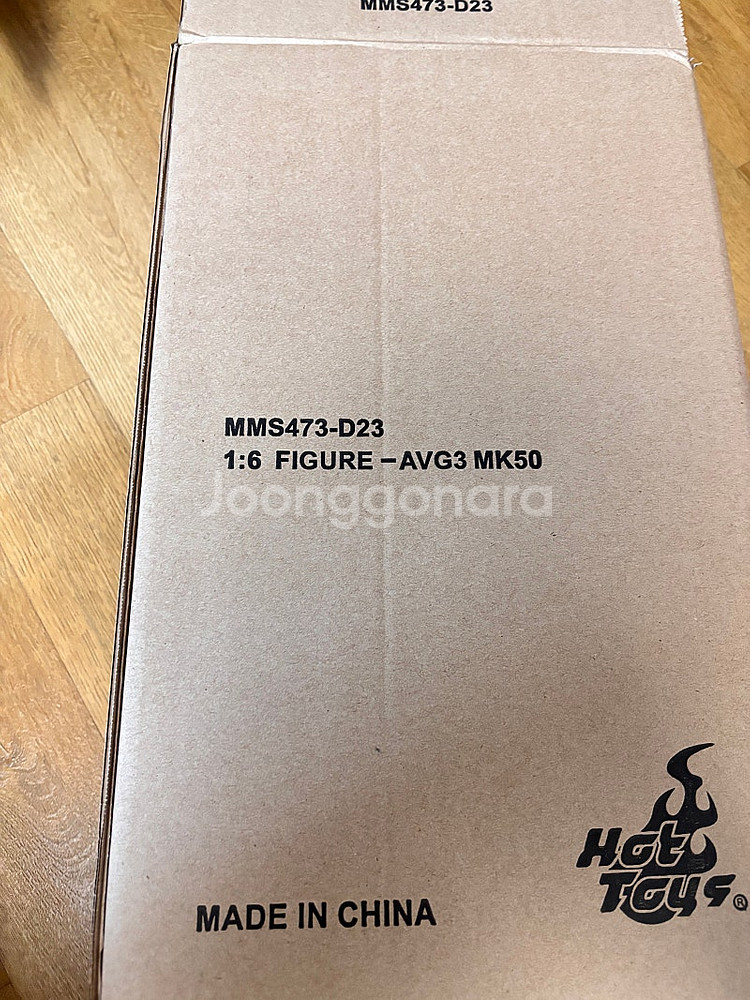 MMS473-D23
MMS473-D23
1:6 FIGURE -AVG3 MK50
Joonggonara
Hot
Toys®
MADE IN CHINA